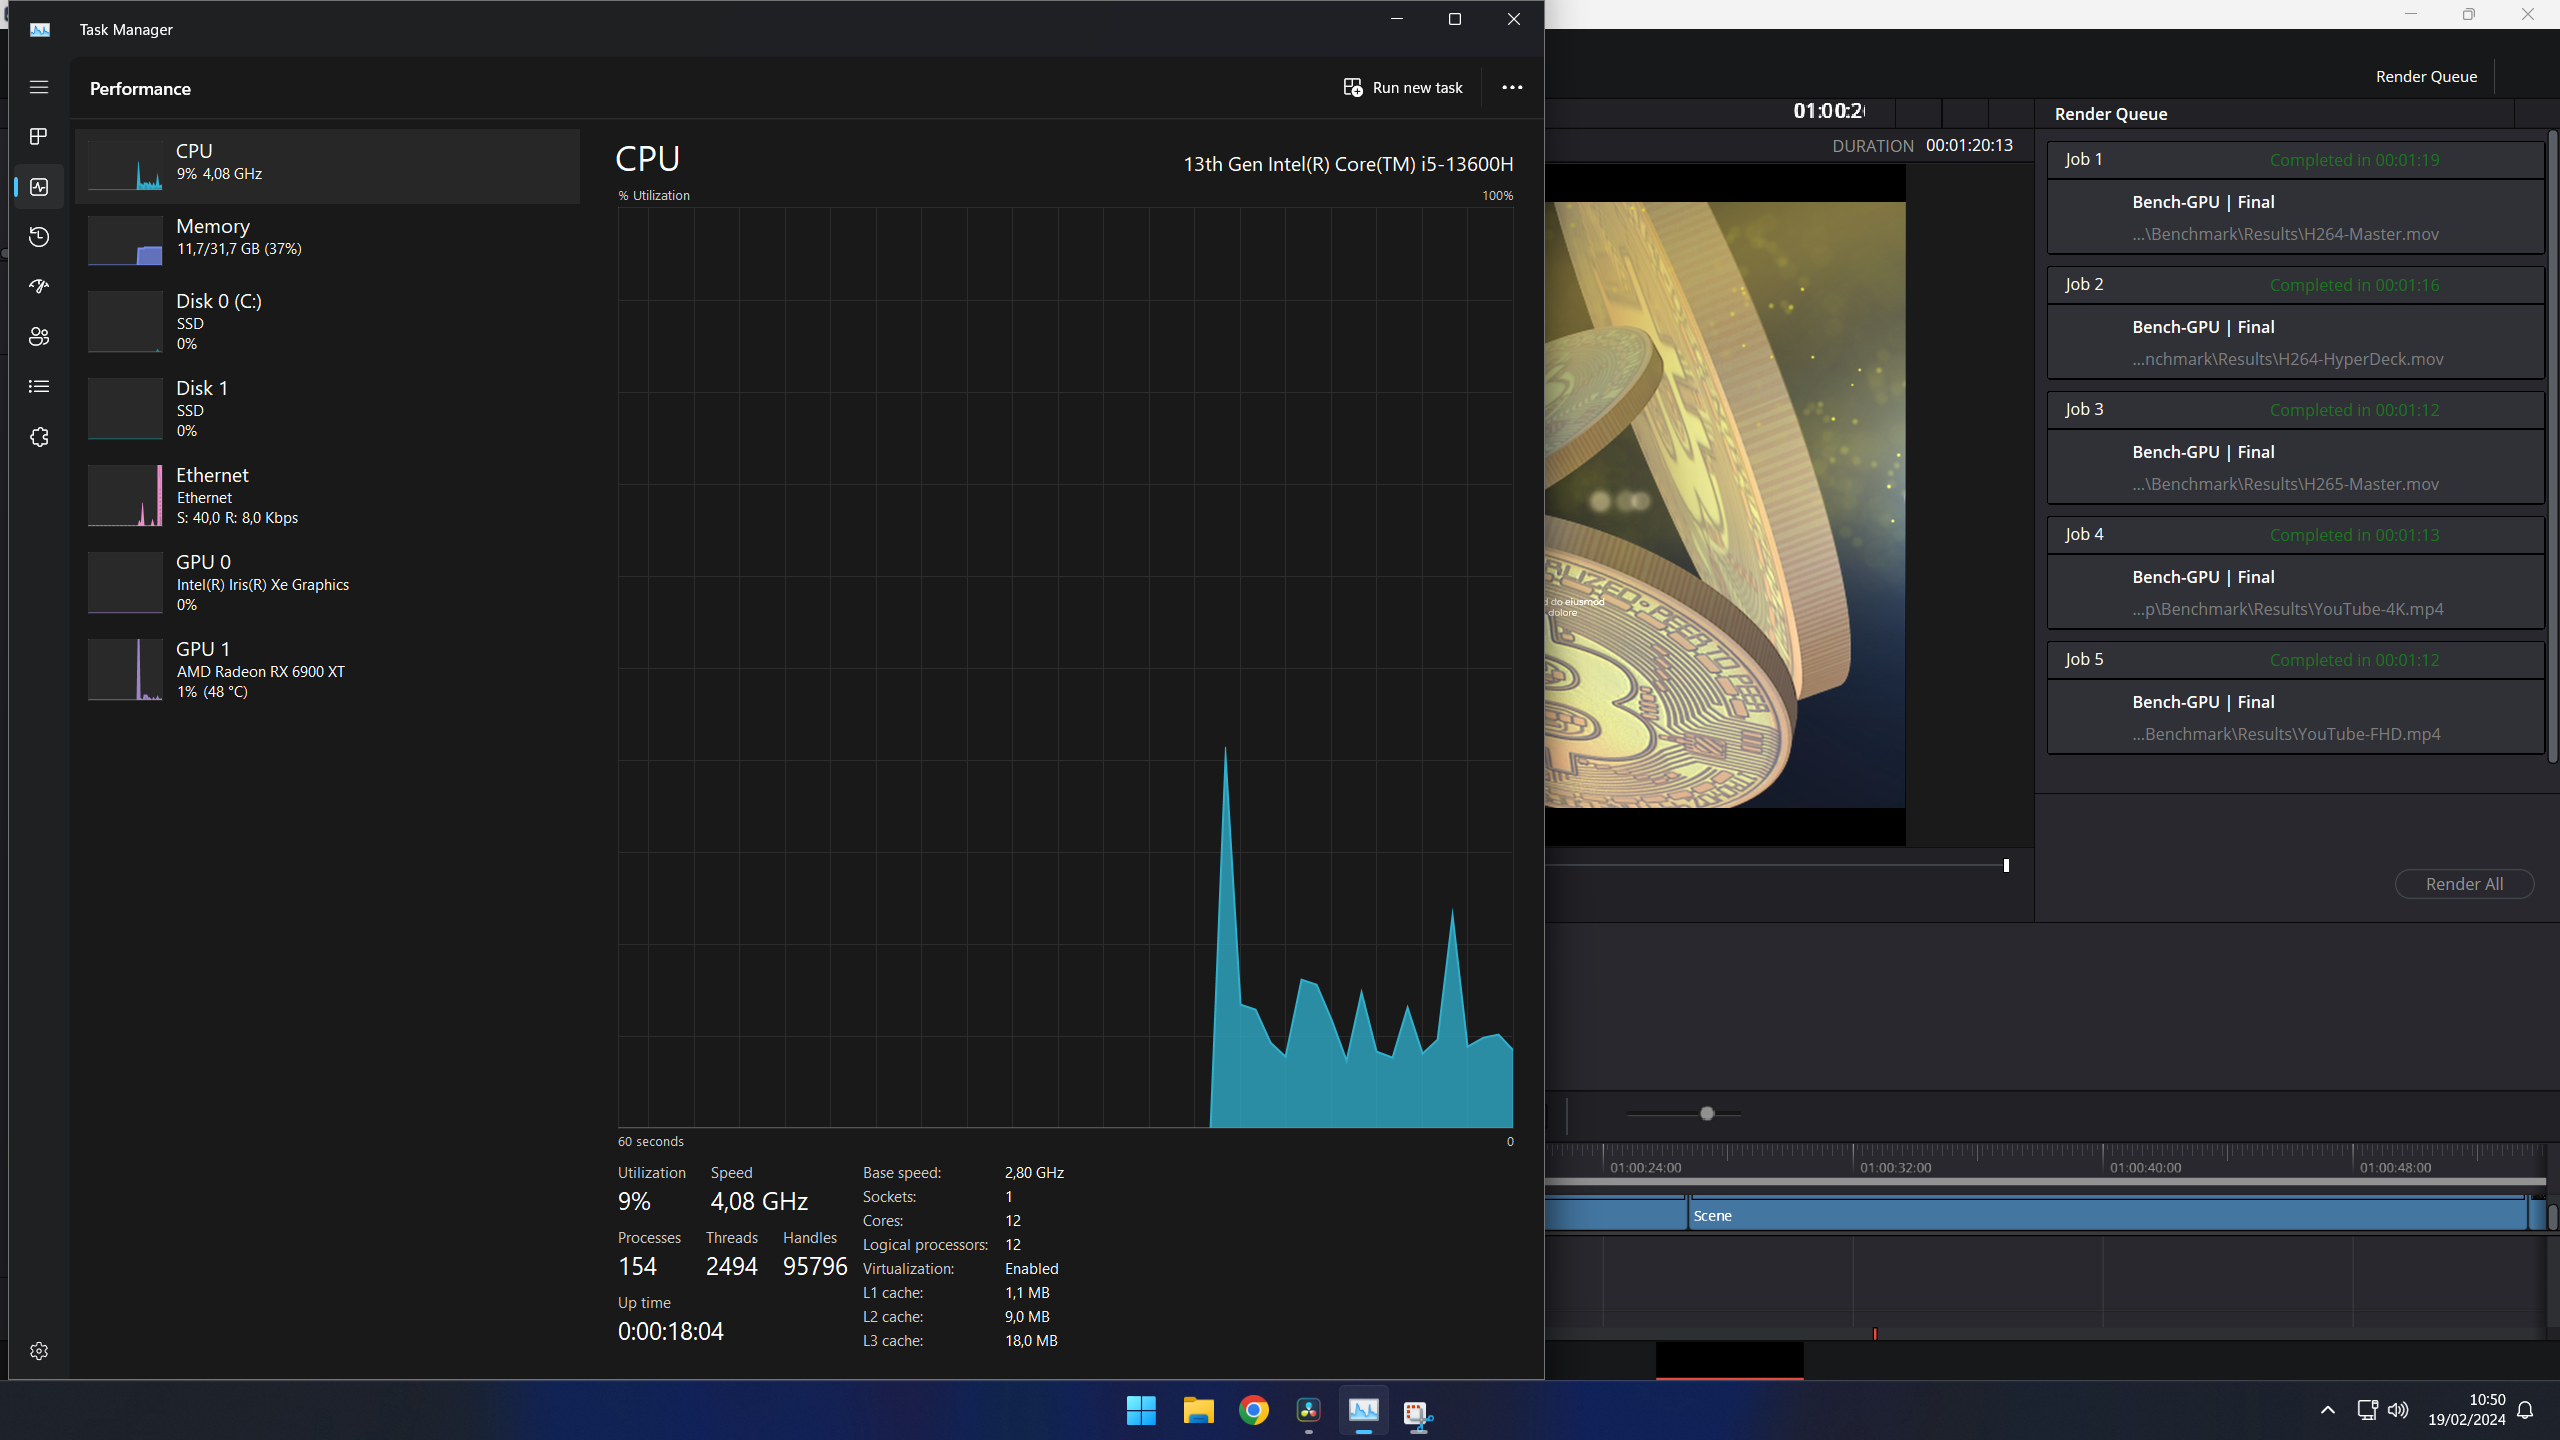 Task Manager
Performance
Run new task
CPU
9% 4,08 GHz
Memory
11,7/31,7 GB (37%)
Disk 0 (C:)
SSD
0%
Disk 1
SSD
0%
Ethernet
Ethernet
S: 40,0 R: 8,0 Kbps
GPU 0
Intel(R) Iris(R) Xe Graphics
0%
GPU 1
AMD Radeon RX 6900 XT
1% (48 °C)
CPU
13th Gen Intel(R) Core(TM) i5-13600H
% Utilization
100%
60 seconds
0
Utilization
9%
Speed
4,08 GHz
Processes
154
Threads
2494
Handles
95796
Up time
0:00:18:04
Base speed: 2,80 GHz
Sockets: 1
Cores: 12
Logical processors: 12
Virtualization: Enabled
L1 cache: 1,1 MB
L2 cache: 9,0 MB
L3 cache: 18,0 MB
Render Queue
01:00:2
DURATION 00:01:20:13
do eiusmod
dolore
Render Queue
Job 1 Completed in 00:01:19
Bench-GPU | Final
...\Benchmark\Results\H264-Master.mov
Job 2 Completed in 00:01:16
Bench-GPU | Final
...nchmark\Results\H264-HyperDeck.mov
Job 3 Completed in 00:01:12
Bench-GPU | Final
...\Benchmark\Results\H265-Master.mov
Job 4 Completed in 00:01:13
Bench-GPU | Final
...p\Benchmark\Results\YouTube-4K.mp4
Job 5 Completed in 00:01:12
Bench-GPU | Final
...Benchmark\Results\YouTube-FHD.mp4
Render All
01:00:24:00
01:00:32:00
01:00:40:00
01:00:48:00
Scene
10:50
19/02/2024